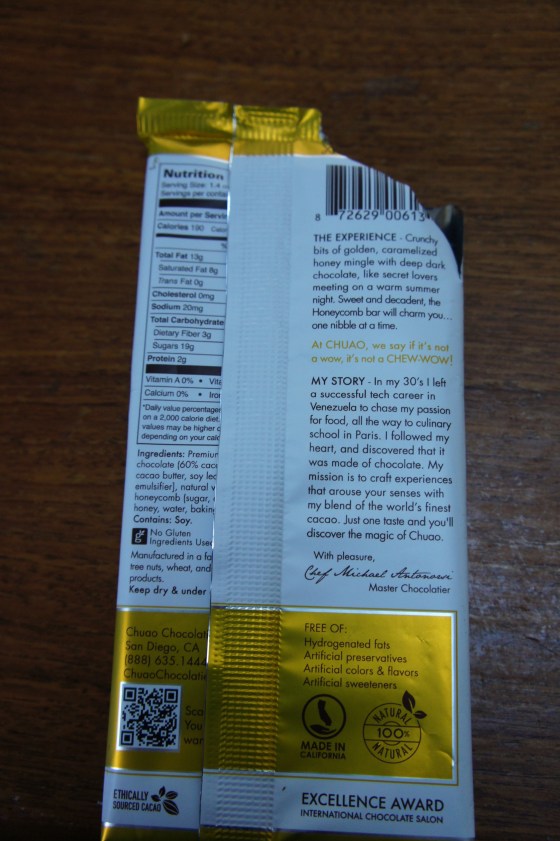 Nutrition
Serving Size: 1.4
Servings per
Amount per
Calories 190
%
Total Fat 13g
Saturated Fat 8g
Trans Fat 0g
Cholesterol 0mg
Sodium 20mg
Total Carbohydrate
Dietary Fiber 3g
Sugars 19g
Protein 2g
Vitamin A 0% •
Calcium 0% •
*Daily value
on a 2,000 calorie diet.
values may be higher
depending on your
Ingredients:
chocolate (60%
cacao butter, soy
emulsifier), natural
honeycomb (sugar,
honey, water,
Contains: Soy.
No Gluten
Ingredients
Manufactured in a
tree nuts, wheat, and
products.
Keep dry & under
Chuao
San Diego, CA
(888) 635.1444
ETHICALLY
SOURCED CACAO
8 72629 00613
THE EXPERIENCE - Crunchy
bits of golden, caramelized
honey mingle with deep dark
chocolate, like secret lovers
meeting on a warm summer
night. Sweet and decadent, the
Honeycomb bar will charm you...
one nibble at a time.
At CHUAO, we say if it's not
a wow, it's not a CHEW-WOW!
MY STORY - In my 30's I left
a successful tech career in
Venezuela to chase my passion
for food, all the way to culinary
school in Paris. I followed my
heart, and discovered that it
was made of chocolate. My
mission is to craft experiences
that arouse your senses with
my blend of the world's finest
cacao. Just one taste and you'll
discover the magic of Chuao.
With pleasure,
Chef Michael Antonorsi
Master Chocolatier
FREE OF:
Hydrogenated fats
Artificial preservatives
Artificial colors & flavors
Artificial sweeteners
MADE IN
CALIFORNIA
NATURAL
100%
NATURAL
EXCELLENCE AWARD
INTERNATIONAL CHOCOLATE SALON